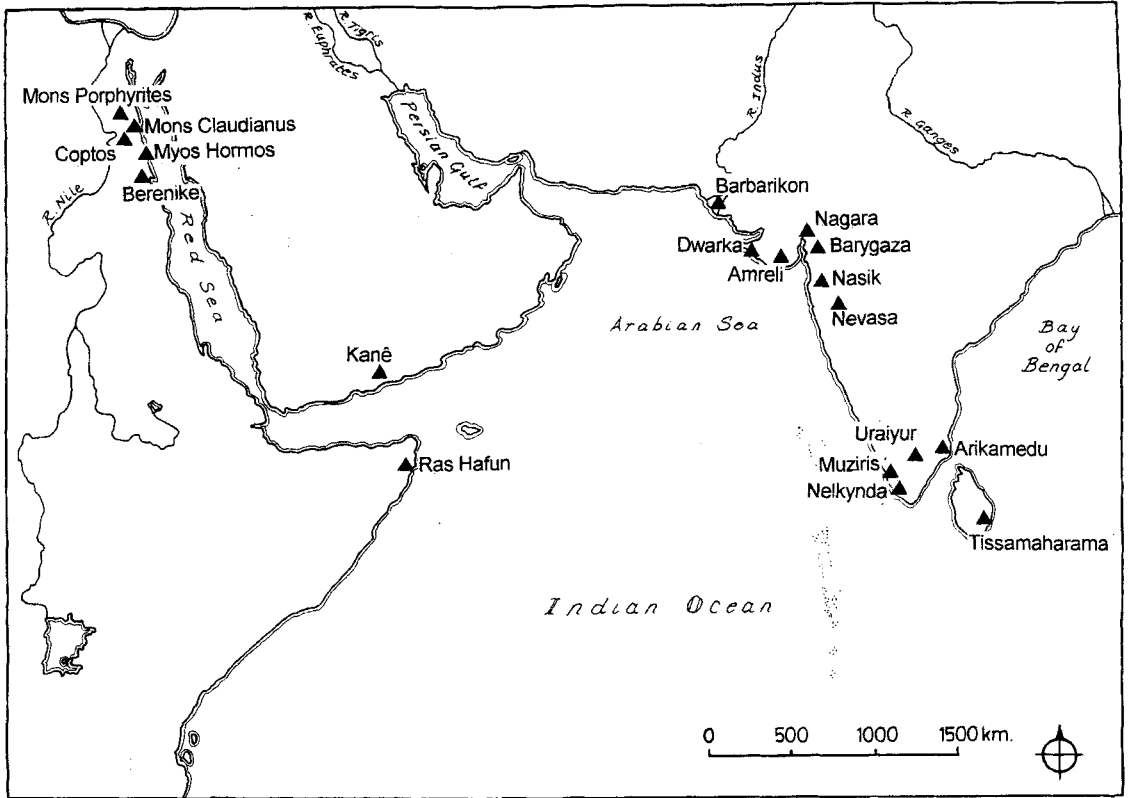 R. Euphrates
R. Tigris
Mons Porphyrites
Mons Claudianus
Coptos
Myos Hormos
Berenike
R. Nile
Red Sea
Persian Gulf
R. Indus
R. Ganges
Barbarikon
Nagara
Dwarka
Barygaza
Amreli
Nasik
Nevasa
Arabian Sea
Bay
of
Bengal
Kanê
Ras Hafun
Uraiyur
Arikamedu
Muziris
Nelkynda
Tissamaharama
Indian Ocean
0 500 1000 1500 km.